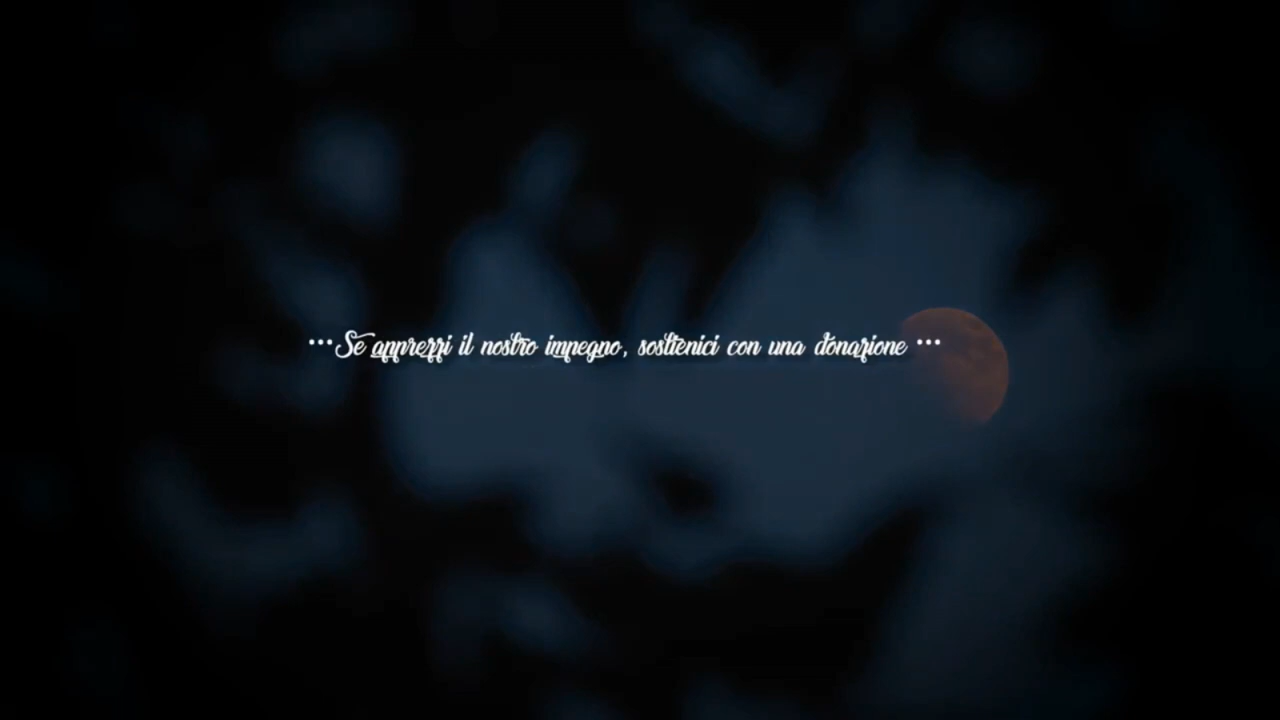 •••Se apprezzi il nostro impegno, sostienici con una donazione •••